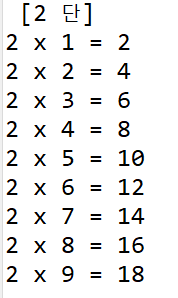 [2 단]
2 x 1 = 2
2 x 2 = 4
2 x 3 = 6
2 x 4 = 8
2 x 5 = 10
2 x 6 = 12
2 x 7 = 14
2 x 8 = 16
2 x 9 = 18